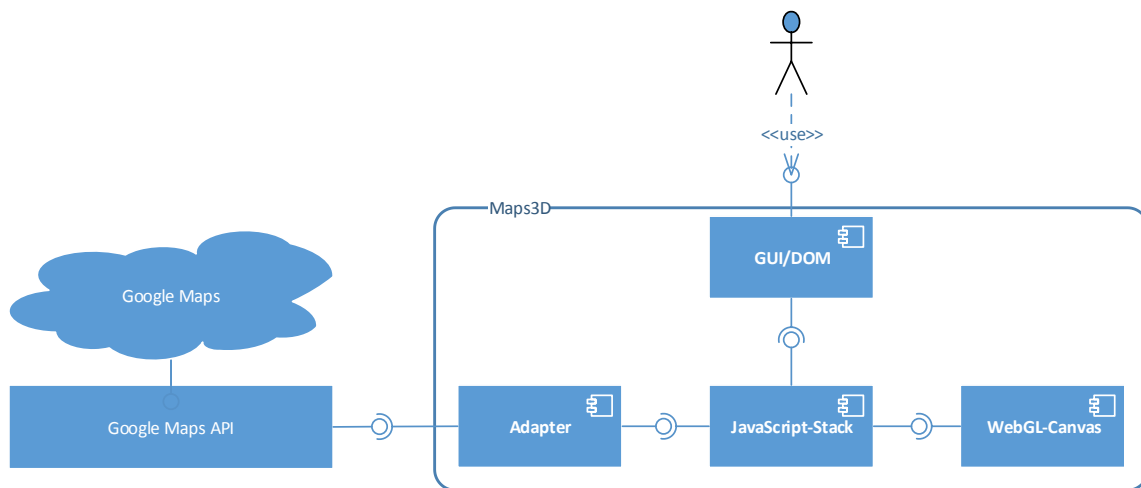 <<use>>
Maps3D
GUI/DOM
Google Maps
Google Maps API
Adapter
JavaScript-Stack
WebGL-Canvas